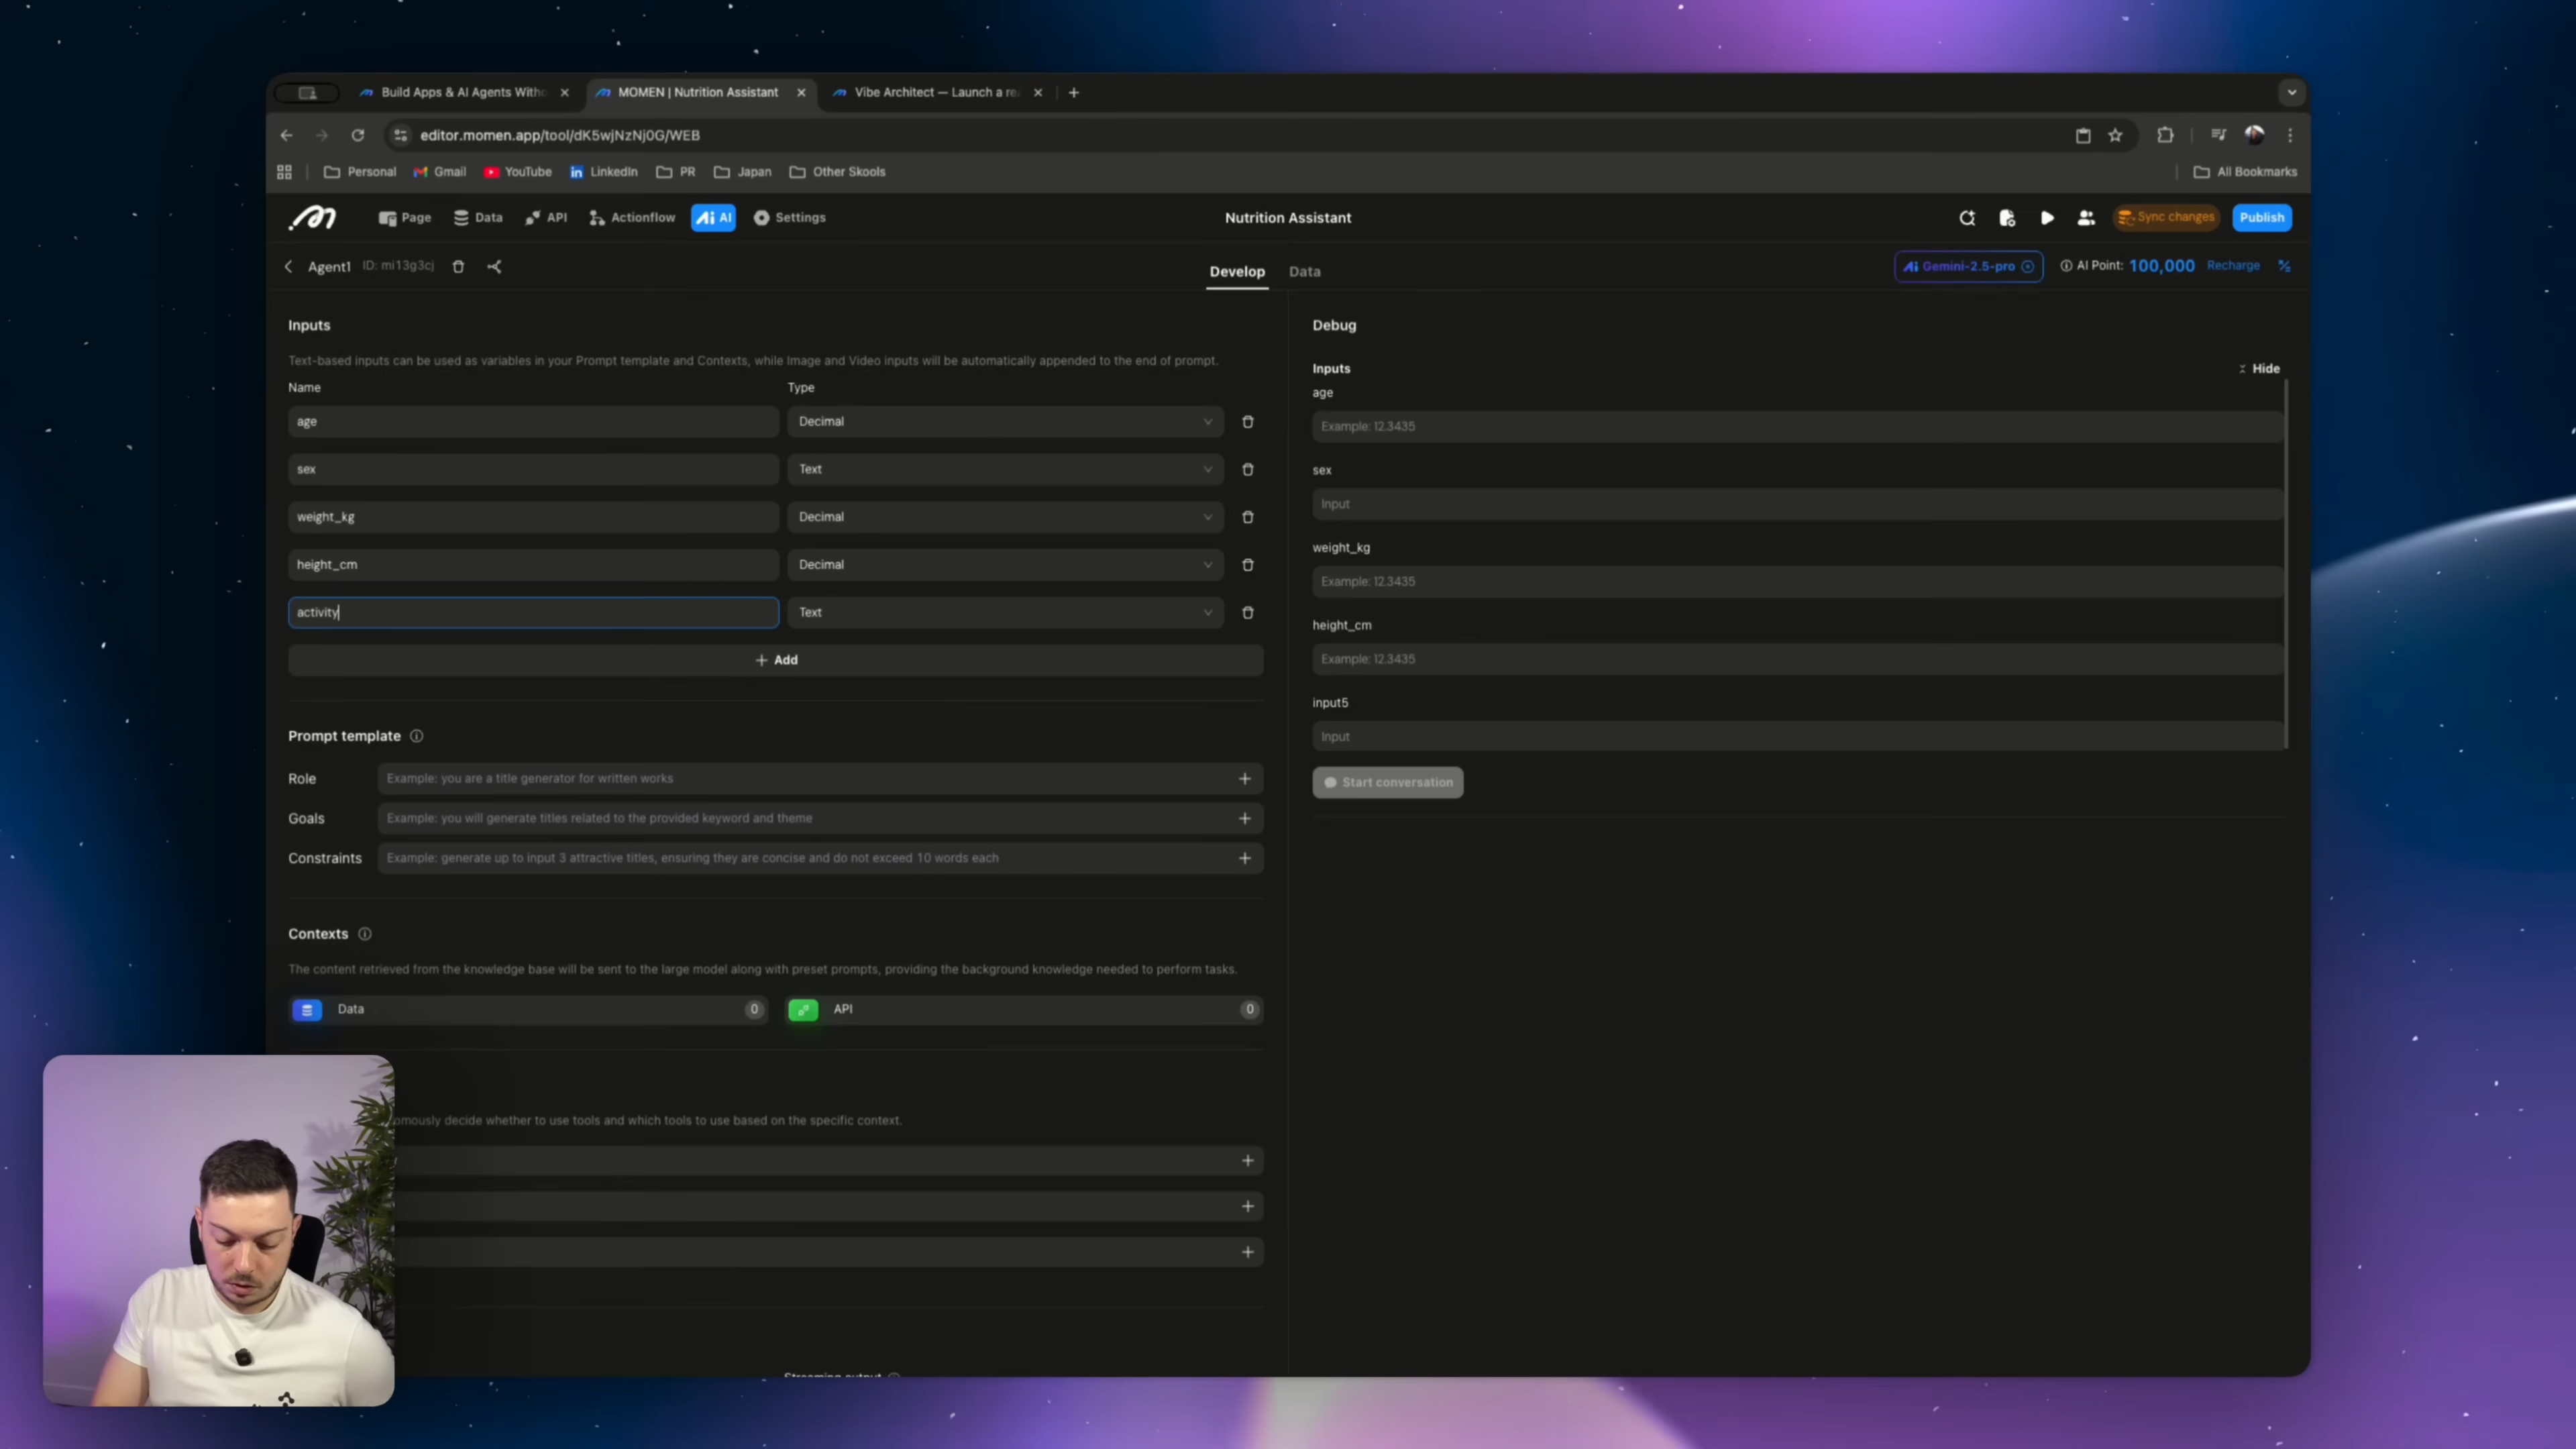 Build Apps & AI Agents Witho
MOMEN | Nutrition Assistant
Vibe Architect — Launch a re
editor.momen.app/tool/dK5wjNzNj0G/WEB
Personal
Gmail
YouTube
LinkedIn
PR
Japan
Other Skools
All Bookmarks
Page
Data
API
Actionflow
AI
Settings
Nutrition Assistant
Sync changes
Publish
Agent1
ID: mi13g3cj
Develop
Data
Gemini-2.5-pro
AI Point: 100,000
Recharge
Inputs
Text-based inputs can be used as variables in your Prompt template and Contexts, while Image and Video inputs will be automatically appended to the end of prompt.
Name
Type
age
Decimal
sex
Text
weight_kg
Decimal
height_cm
Decimal
activity
Text
+ Add
Prompt template
Role
Example: you are a title generator for written works
Goals
Example: you will generate titles related to the provided keyword and theme
Constraints
Example: generate up to input 3 attractive titles, ensuring they are concise and do not exceed 10 words each
Contexts
The content retrieved from the knowledge base will be sent to the large model along with preset prompts, providing the background knowledge needed to perform tasks.
Data
0
API
0
omously decide whether to use tools and which tools to use based on the specific context.
Streaming output
Debug
Inputs
Hide
age
Example: 12.3435
sex
Input
weight_kg
Example: 12.3435
height_cm
Example: 12.3435
input5
Input
Start conversation